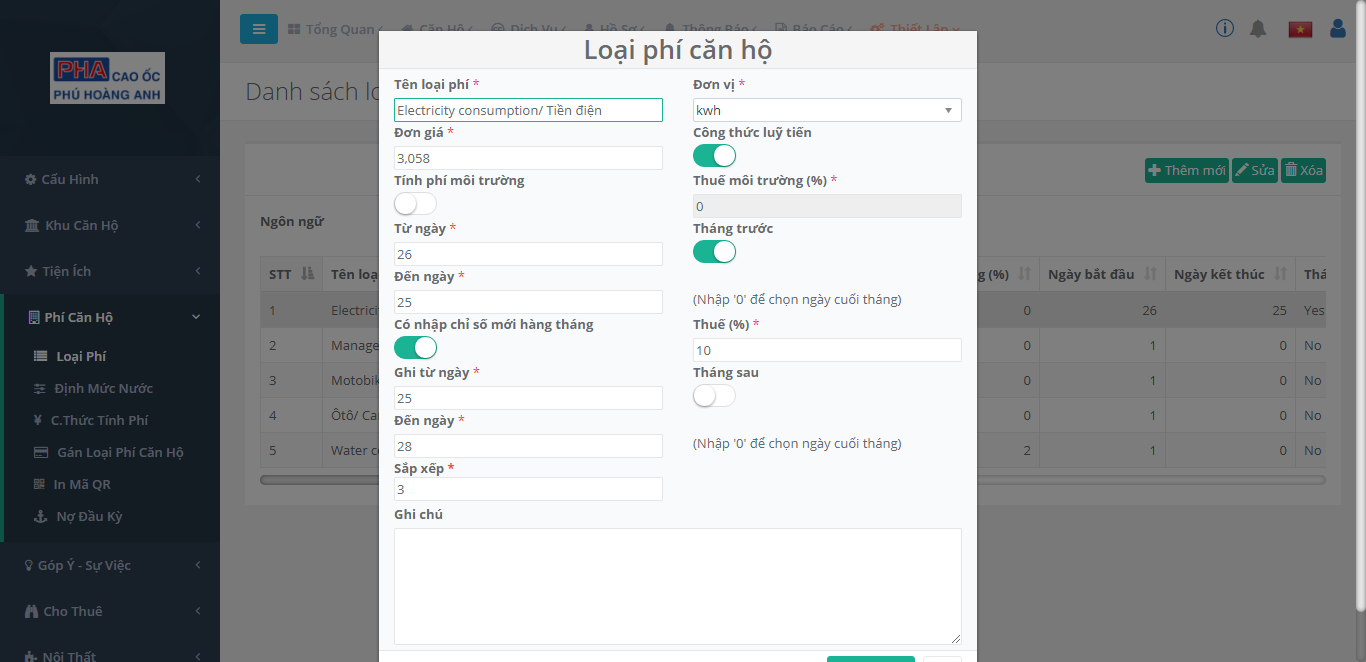 PHA CAO ỐC
PHÚ HOÀNG ANH
Cấu Hình
Khu Căn Hộ
Tiện Ích
Phí Căn Hộ
Loại Phí
Định Mức Nước
C.Thức Tính Phí
Gán Loại Phí Căn Hộ
In Mã QR
Nợ Đầu Kỳ
Góp Ý - Sự Việc
Cho Thuê
Nội Thất
Tổng Quan Căn Hộ Dịch Vụ Hồ Sơ Thông Báo Báo Cáo Thiết Lập
Danh sách lo
Thêm mới Sửa Xóa
Ngôn ngữ
STT Tên loạ g (%) Ngày bắt đầu Ngày kết thúc Thá
1 Electrici 0 26 25 Yes
2 Manage 0 1 0 No
3 Motobik 0 1 0 No
4 Ôtô/ Ca 0 1 0 No
5 Water c 2 1 0 No
Loại phí căn hộ
Tên loại phí * Đơn vị *
Electricity consumption/ Tiền điện kwh
Đơn giá * Công thức luỹ tiến
3,058
Tính phí môi trường Thuế môi trường (%) *
0
Từ ngày * Tháng trước
26
Đến ngày *
25 (Nhập '0' để chọn ngày cuối tháng)
Có nhập chỉ số mới hàng tháng Thuế (%) *
10
Ghi từ ngày * Tháng sau
25
Đến ngày *
28 (Nhập '0' để chọn ngày cuối tháng)
Sắp xếp *
3
Ghi chú